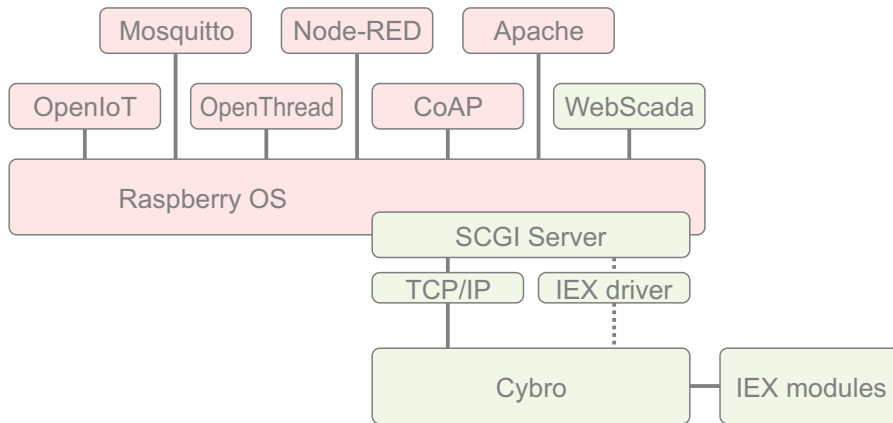 Mosquitto
Node-RED
Apache
OpenIoT
OpenThread
CoAP
WebScada
Raspberry OS
SCGI Server
TCP/IP
IEX driver
Cybro
IEX modules